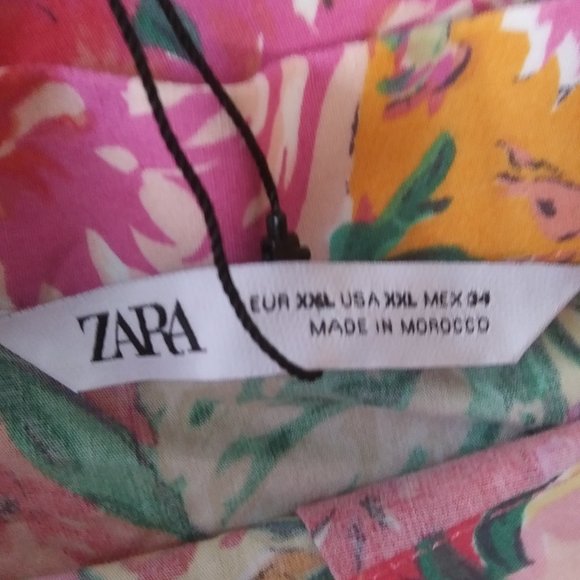 ZARA
EUR XXL USA XXL MEX 34
MADE IN MOROCCO